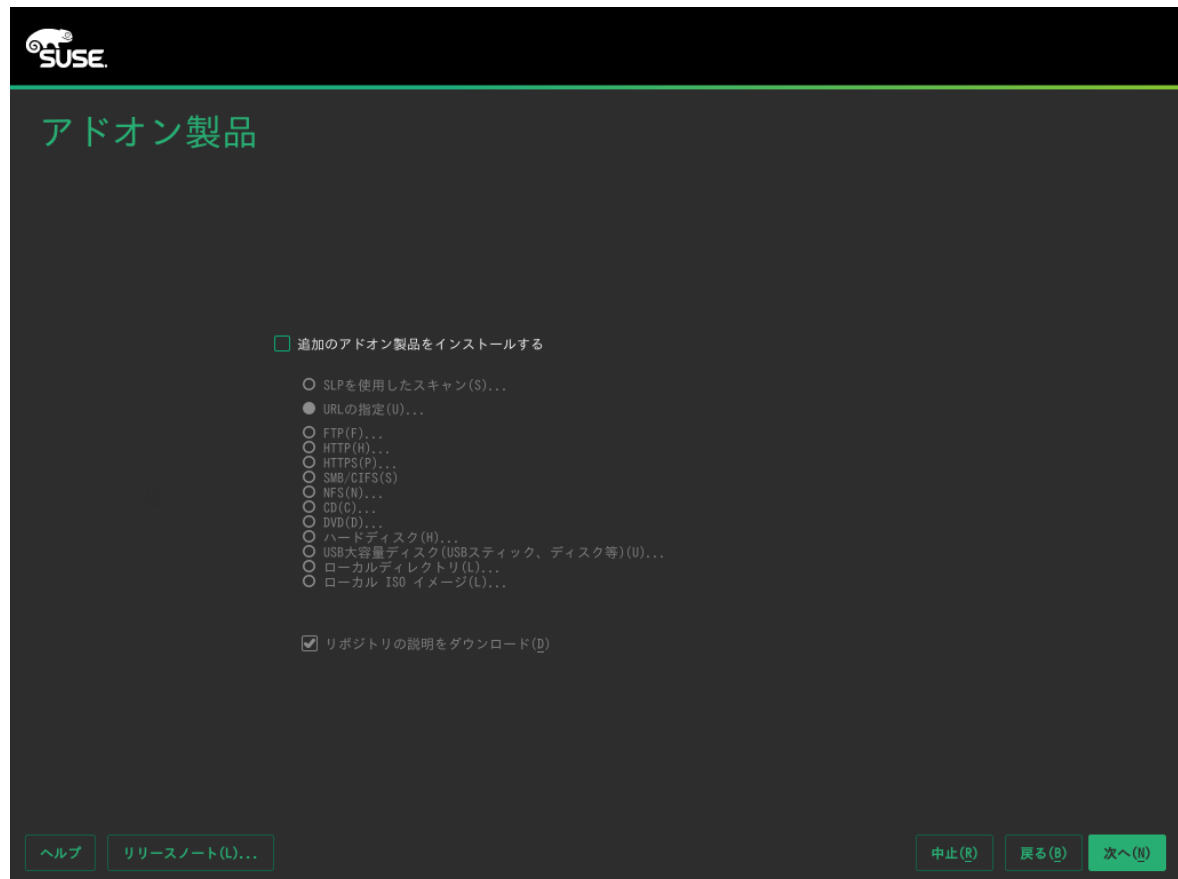 SUSE.
アドオン製品
追加のアドオン製品をインストールする
SLPを使用したスキャン(S)...
URLの指定(U)...
FTP(F)...
HTTP(H)...
HTTPS(P)...
SMB/CIFS(S)
NFS(N)...
CD(C)...
DVD(D)...
ハードディスク(H)...
USB大容量ディスク(USBスティック、ディスク等)(U)...
ローカルディレクトリ(L)...
ローカル ISO イメージ(L)...
リポジトリの説明をダウンロード(D)
ヘルプ リリースノート(L)... 中止(R) 戻る(B) 次へ(N)